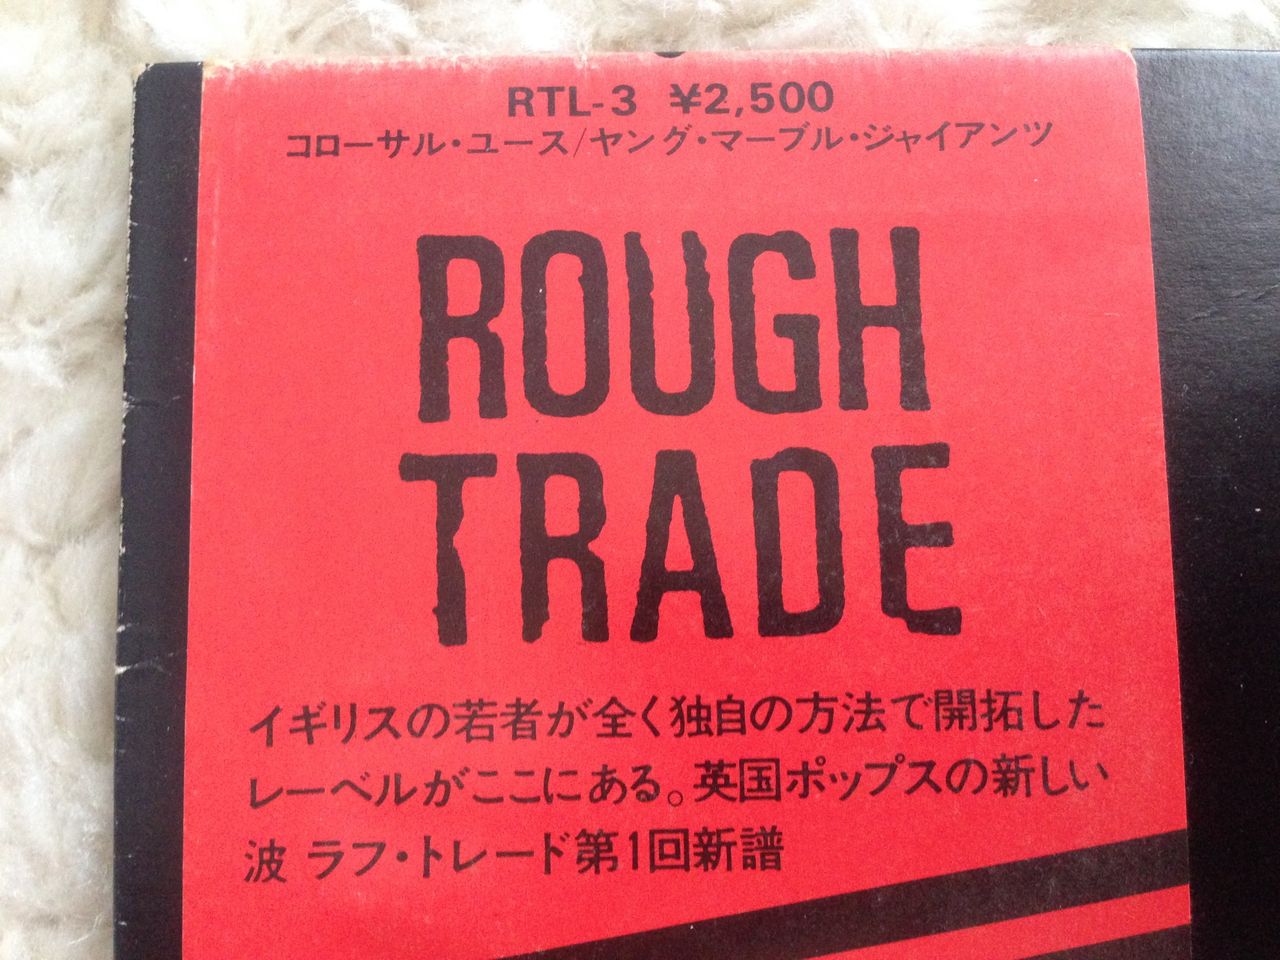 RTL-3 ¥2,500
コローサル・ユース/ヤング・マーブル・ジャイアンツ
ROUGH
TRADE
イギリスの若者が全く独自の方法で開拓した
レーベルがここにある。英国ポップスの新しい
波 ラフ・トレード第1回新譜